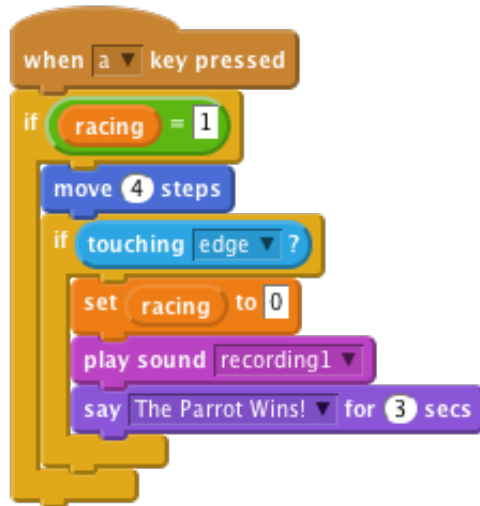 when a key pressed
if racing = 1
move 4 steps
if touching edge ?
set racing to 0
play sound recording1
say The Parrot Wins! for 3 secs